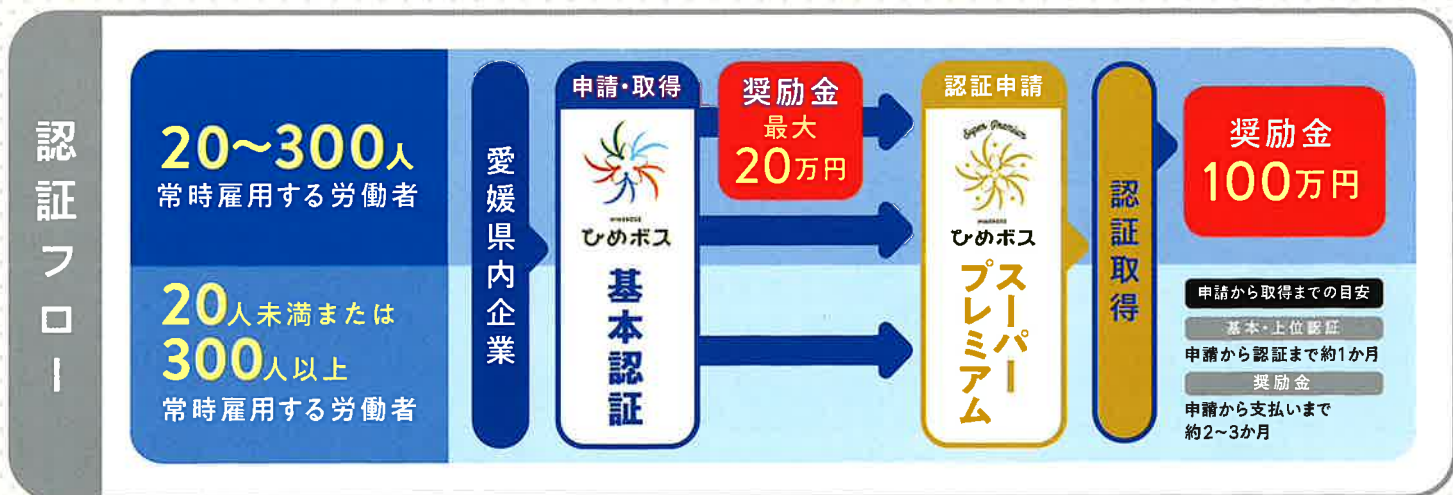 認証フロー
20～300人
常時雇用する労働者
20人未満または
300人以上
常時雇用する労働者
愛媛県内企業
申請・取得
HIMEBOSS
ひめボス
基本認証
奨励金
最大
20万円
認証申請
Super Premium
HIMEBOSS
ひめボス
スーパー
プレミアム
認証取得
奨励金
100万円
申請から取得までの目安
基本・上位認証
申請から認証まで約1か月
奨励金
申請から支払いまで
約2～3か月